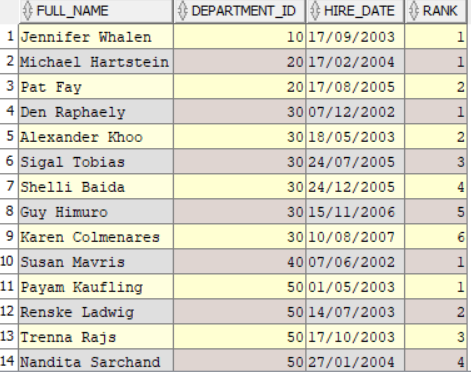 FULL_NAME DEPARTMENT_ID HIRE_DATE RANK
1 Jennifer Whalen 10 17/09/2003 1
2 Michael Hartstein 20 17/02/2004 1
3 Pat Fay 20 17/08/2005 2
4 Den Raphaely 30 07/12/2002 1
5 Alexander Khoo 30 18/05/2003 2
6 Sigal Tobias 30 24/07/2005 3
7 Shelli Baida 30 24/12/2005 4
8 Guy Himuro 30 15/11/2006 5
9 Karen Colmenares 30 10/08/2007 6
10 Susan Mavris 40 07/06/2002 1
11 Payam Kaufling 50 01/05/2003 1
12 Renske Ladwig 50 14/07/2003 2
13 Trenna Rajs 50 17/10/2003 3
14 Nandita Sarchand 50 27/01/2004 4